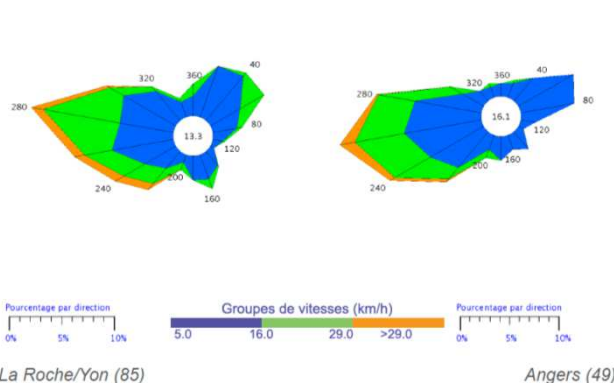 320 360 40
280
13.3
80
120
240
200
160
320 360 40
280
80
16.1
120
200 160
240
Groupes de vitesses (km/h)
5.0 16.0 29.0 >29.0
Pourcentage par direction
0% 5% 10%
Pourcentage par direction
0% 5% 10%
La Roche/Yon (85)
Angers (49)